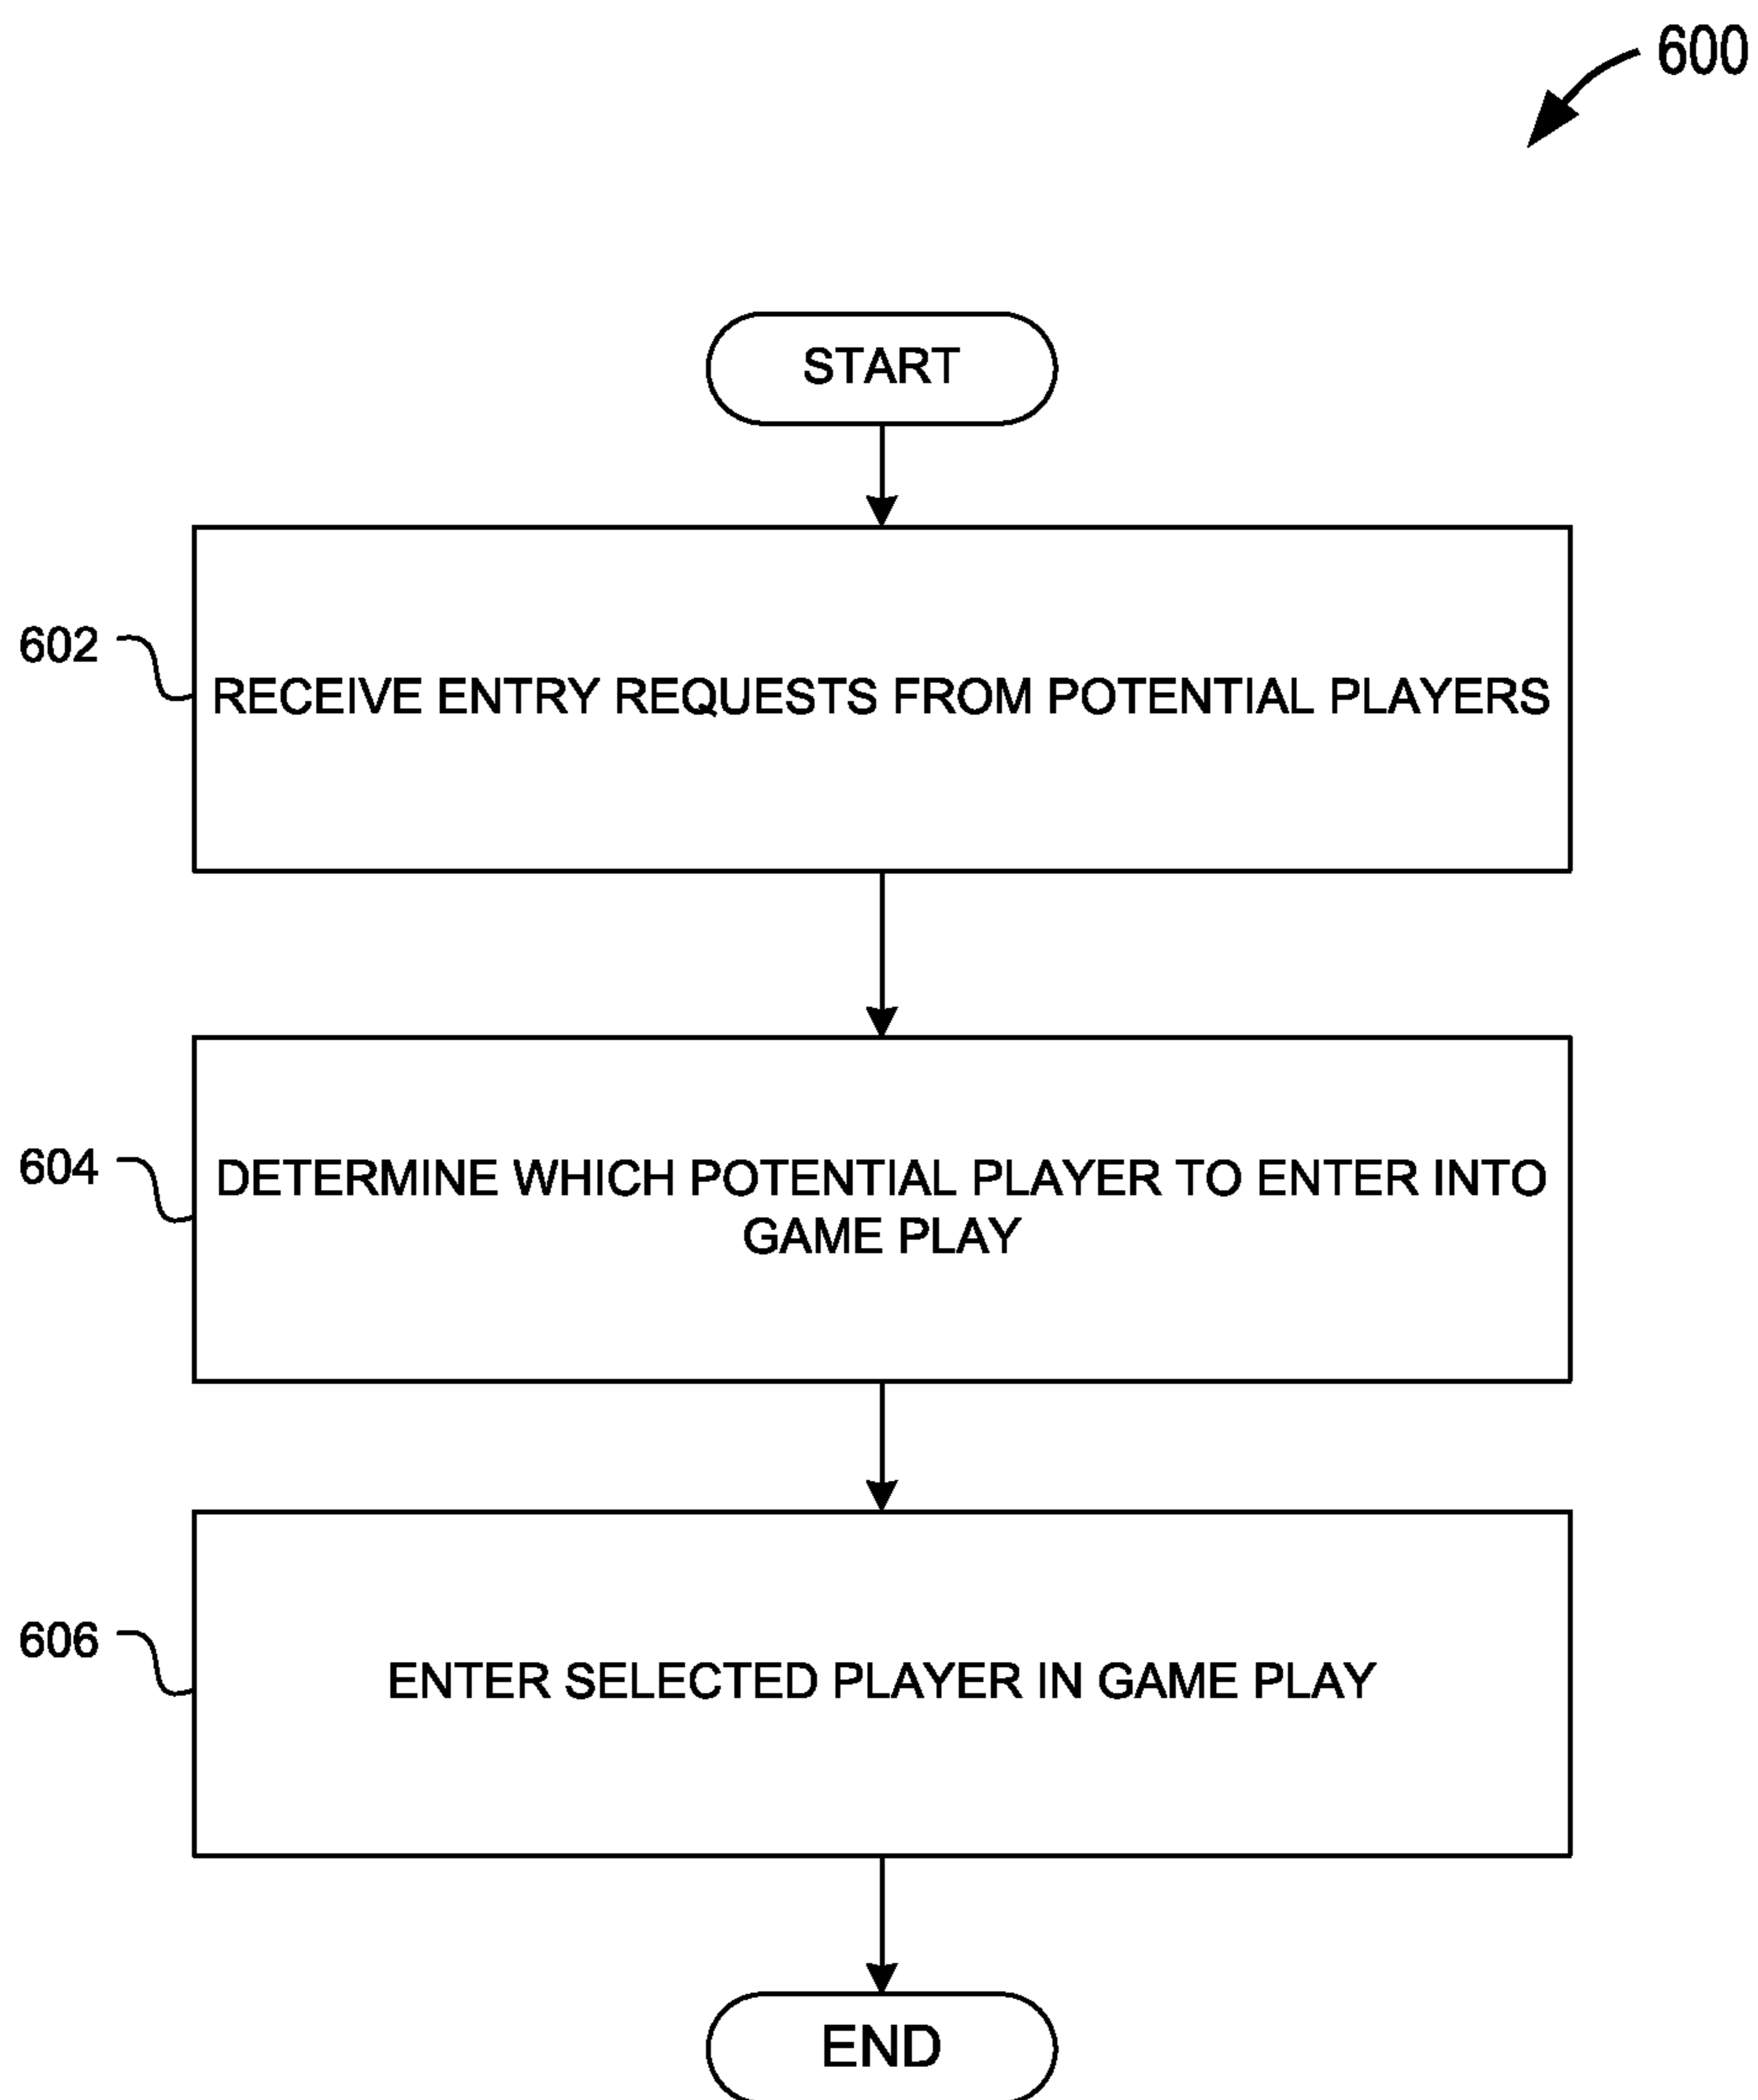 600
START
602
RECEIVE ENTRY REQUESTS FROM POTENTIAL PLAYERS
604
DETERMINE WHICH POTENTIAL PLAYER TO ENTER INTO
GAME PLAY
606
ENTER SELECTED PLAYER IN GAME PLAY
END